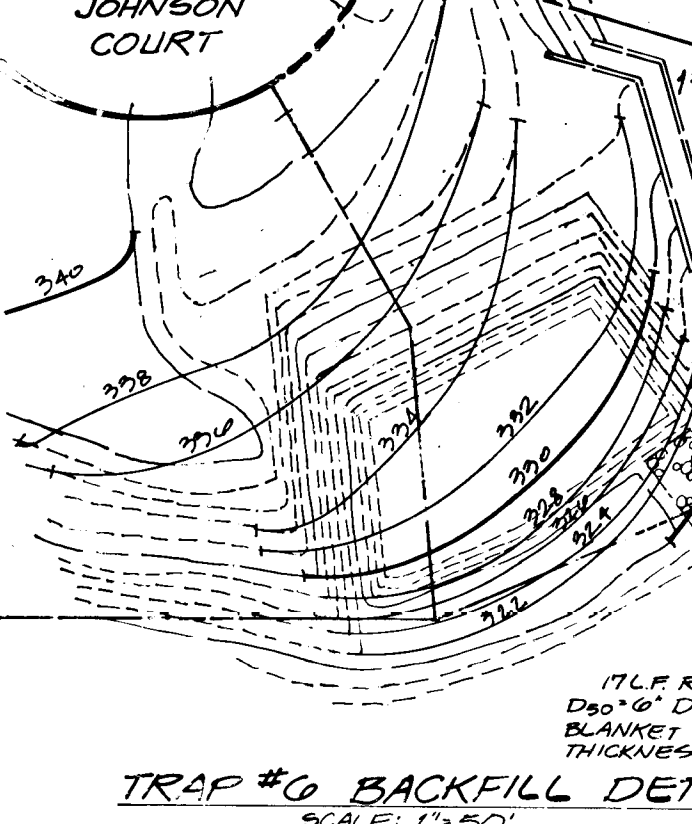 JOHNSON
COURT
340
338
336
334
332
330
328
326
324
322
17 L.F. R
D50=6" D
BLANKET
THICKNES
TRAP #6 BACKFILL DET
SCALE: 1"=50'